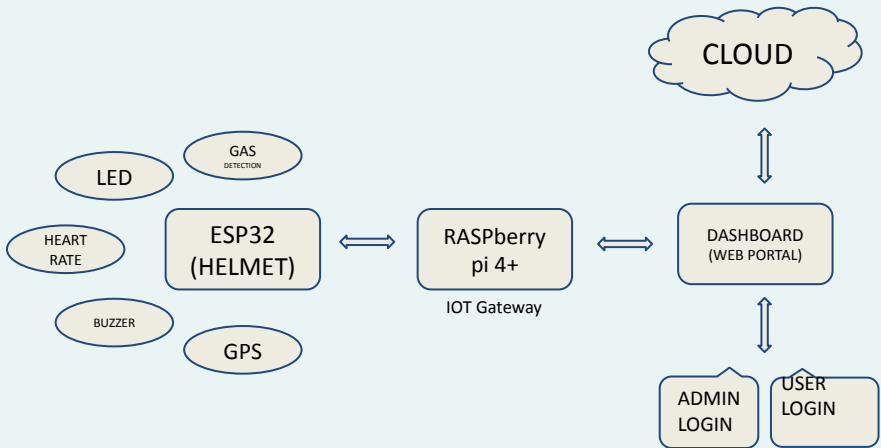 CLOUD
GAS
DETECTION
LED
HEART
RATE
BUZZER
GPS
ESP32
(HELMET)
RASPberry
pi 4+
IOT Gateway
DASHBOARD
(WEB PORTAL)
ADMIN
LOGIN
USER
LOGIN